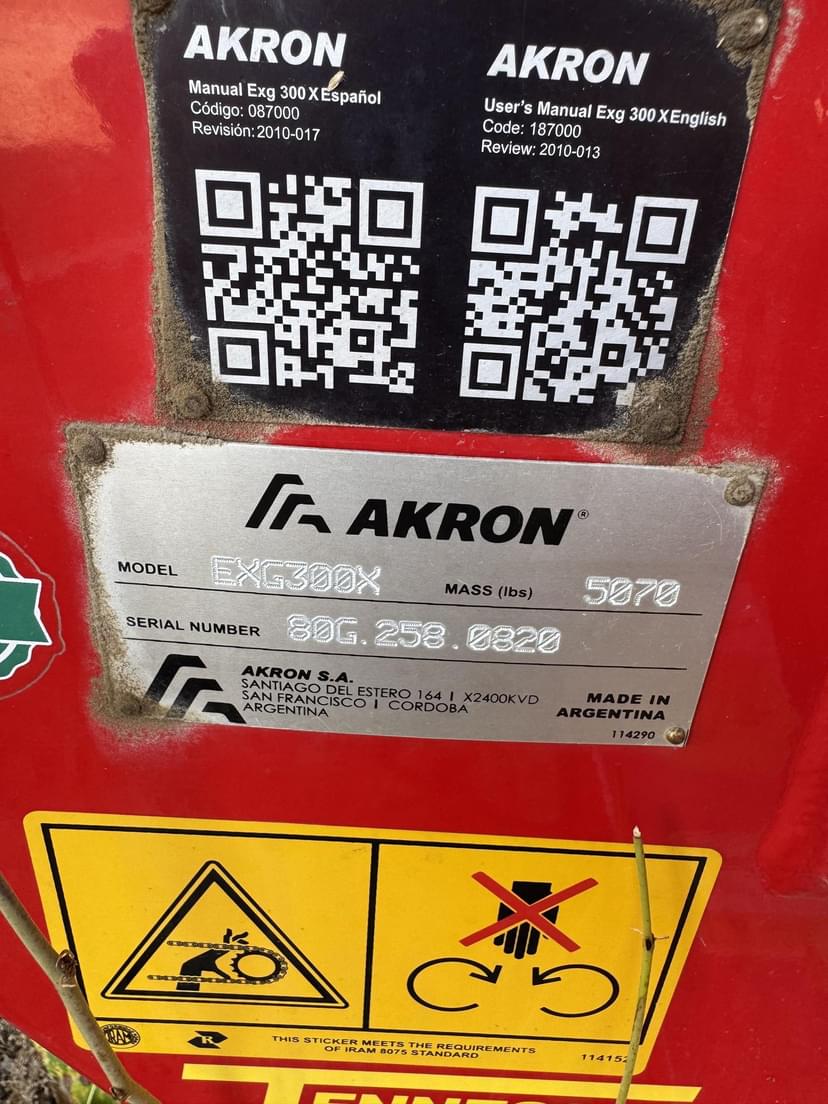 AKRON
Manual Exg 300 X Español
Código: 087000
Revisión: 2010-017
AKRON
User's Manual Exg 300 X English
Code: 187000
Review: 2010-013
AKRON®
MODEL EXG300X MASS (lbs) 5070
SERIAL NUMBER 80G.258.0820
AKRON S.A.
SANTIAGO DEL ESTERO 164 I X2400KVD
SAN FRANCISCO I CORDOBA
ARGENTINA
MADE IN
ARGENTINA
114290
IRAM
R
THIS STICKER MEETS THE REQUIREMENTS
OF IRAM 8075 STANDARD